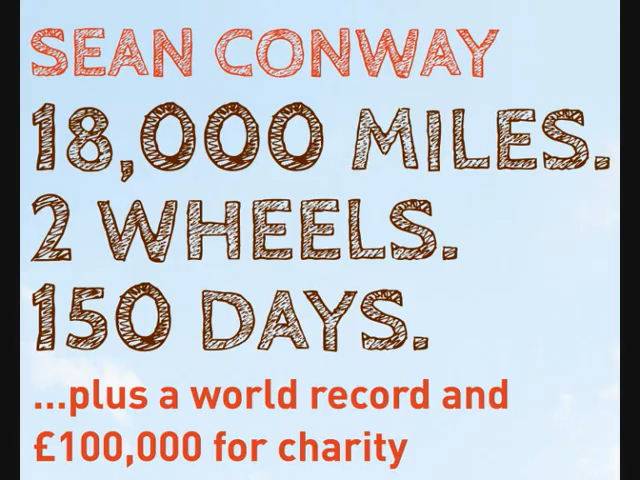 SEAN CONWAY
18,000 MILES.
2 WHEELS.
150 DAYS.
...plus a world record and
£100,000 for charity